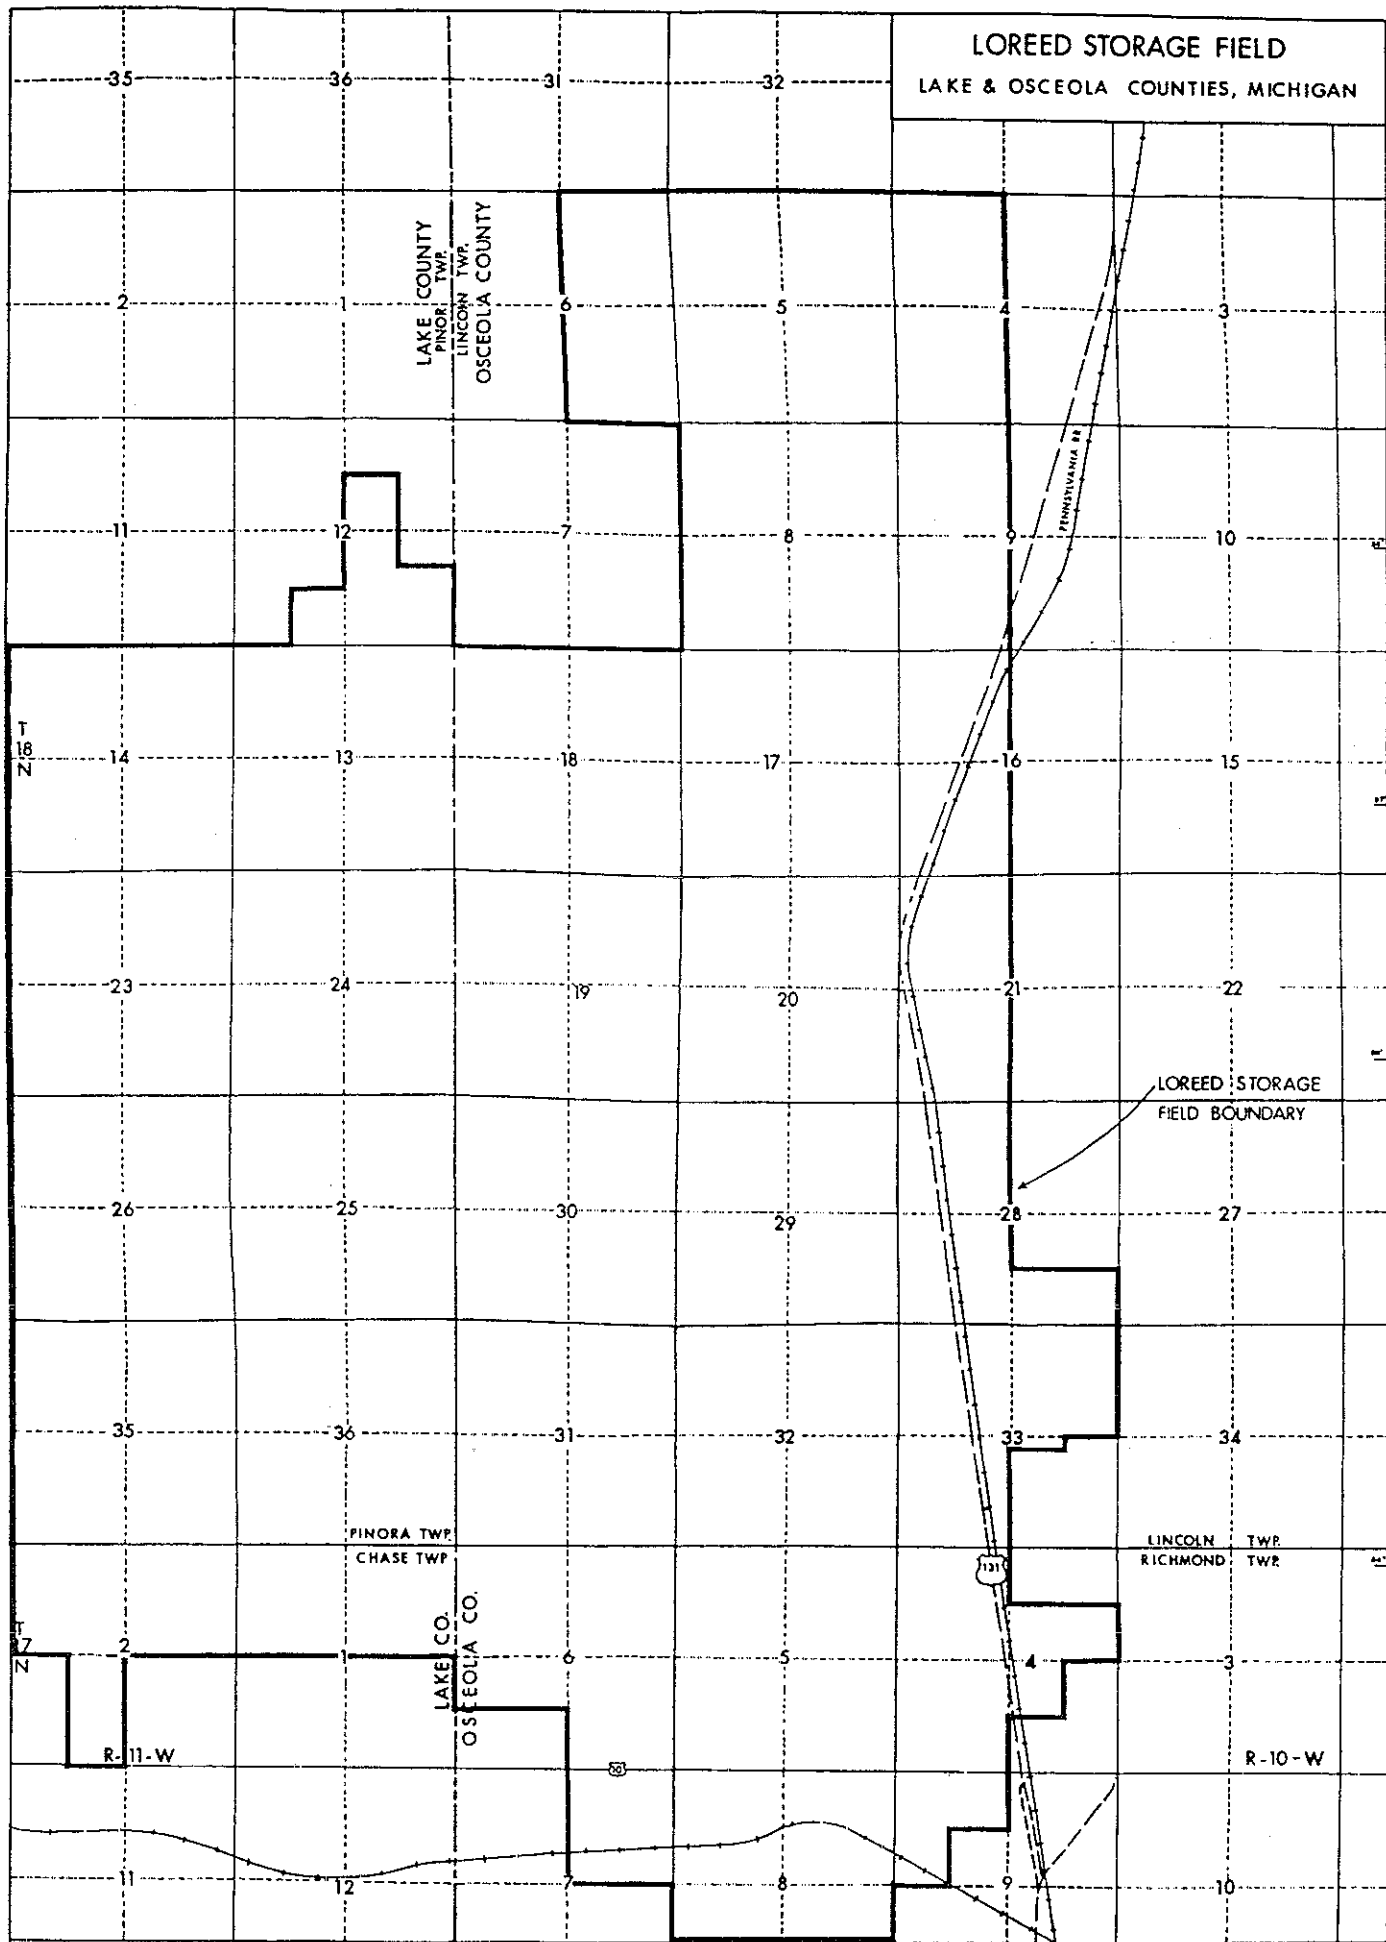 LOREED STORAGE FIELD
LAKE & OSCEOLA COUNTIES, MICHIGAN
35 36 31 32
LAKE COUNTY
PINOR TWP.
LINCOLN TWP.
OSCEOLA COUNTY
2 1 6 5 4 3
PENNSYLVANIA RR
11 12 7 8 9 10
T
18
N
14 13 18 17 16 15
23 24 19 20 21 22
LOREED STORAGE
FIELD BOUNDARY
26 25 30 29 28 27
35 36 31 32 33 34
PINORA TWP.
CHASE TWP
LINCOLN TWP.
RICHMOND TWP.
131
T
17
N
2 1 6 5 4 3
LAKE CO.
OSCEOLA CO.
R-11-W
R-10-W
11 12 7 8 9 10